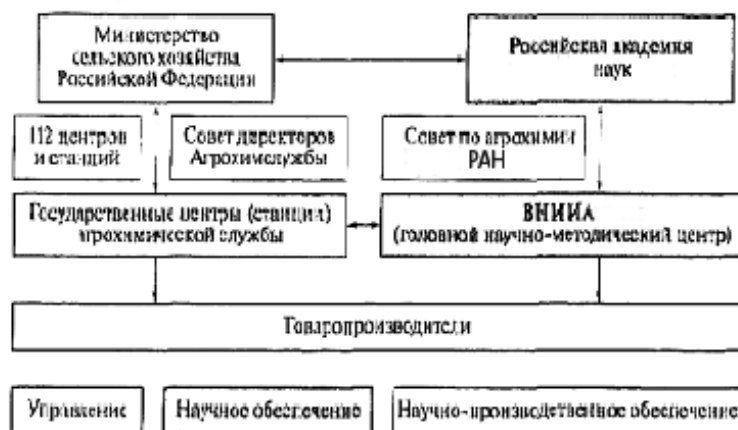 Министерство
сельского хозяйства
Российской Федерации
Российская академия
наук
112 центров
и станций
Совет директоров
Агрохимслужбы
Совет по агрохимии
РАН
Государственные центры (станции)
агрохимической службы
ВНИИА
(головной научно-методический центр)
Товаропроизводители
Управление
Научное обеспечение
Научно-производственное обеспечение